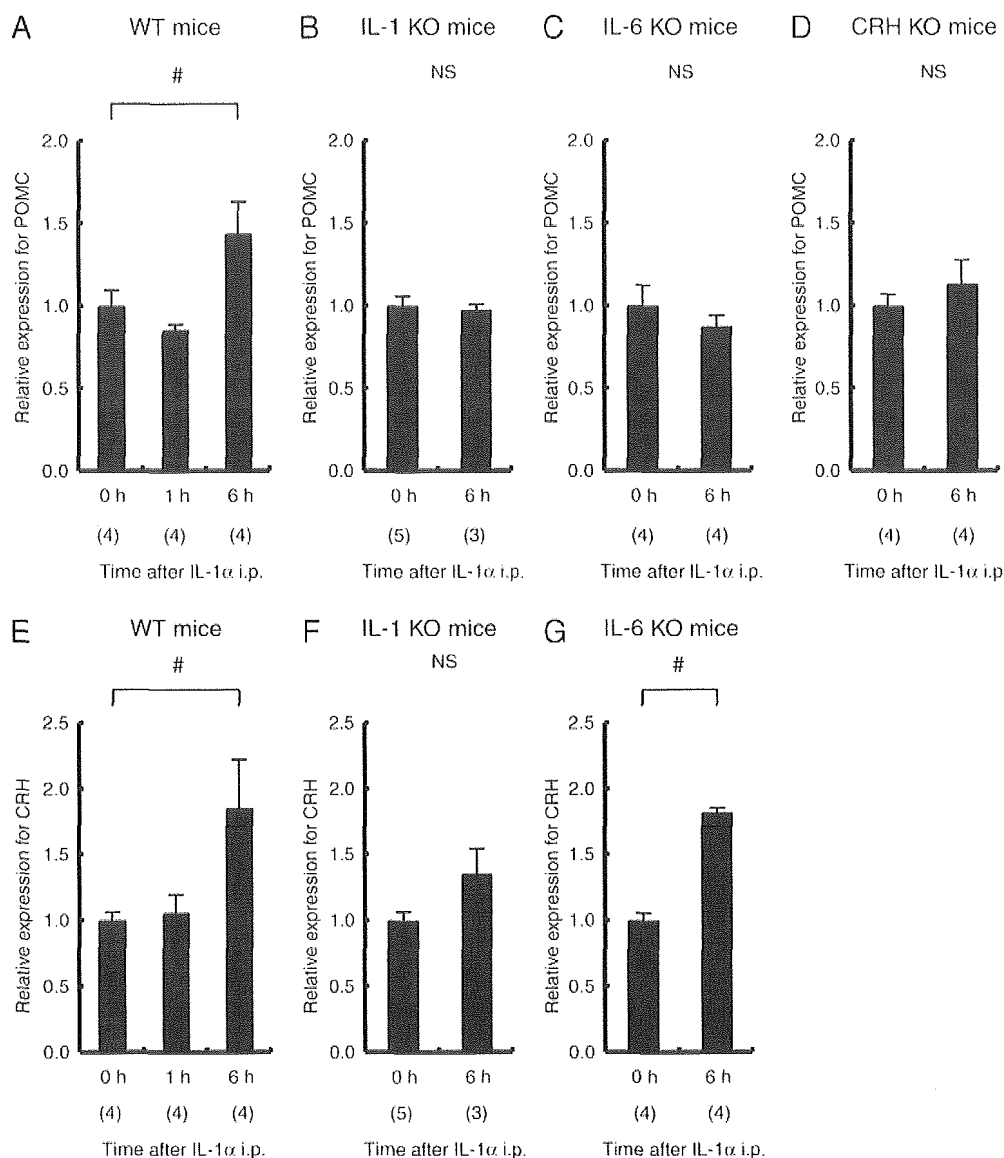 A WT mice
#
Relative expression for POMC
2.0
1.5
1.0
0.5
0.0
0 h 1 h 6 h
(4) (4) (4)
Time after IL-1α i.p.
B IL-1 KO mice
NS
Relative expression for POMC
2.0
1.5
1.0
0.5
0.0
0 h 6 h
(5) (3)
Time after IL-1α i.p.
C IL-6 KO mice
NS
Relative expression for POMC
2.0
1.5
1.0
0.5
0.0
0 h 6 h
(4) (4)
Time after IL-1α i.p.
D CRH KO mice
NS
Relative expression for POMC
2.0
1.5
1.0
0.5
0.0
0 h 6 h
(4) (4)
Time after IL-1α i.p.
E WT mice
#
Relative expression for CRH
2.5
2.0
1.5
1.0
0.5
0.0
0 h 1 h 6 h
(4) (4) (4)
Time after IL-1α i.p.
F IL-1 KO mice
NS
Relative expression for CRH
2.5
2.0
1.5
1.0
0.5
0.0
0 h 6 h
(5) (3)
Time after IL-1α i.p.
G IL-6 KO mice
#
Relative expression for CRH
2.5
2.0
1.5
1.0
0.5
0.0
0 h 6 h
(4) (4)
Time after IL-1α i.p.